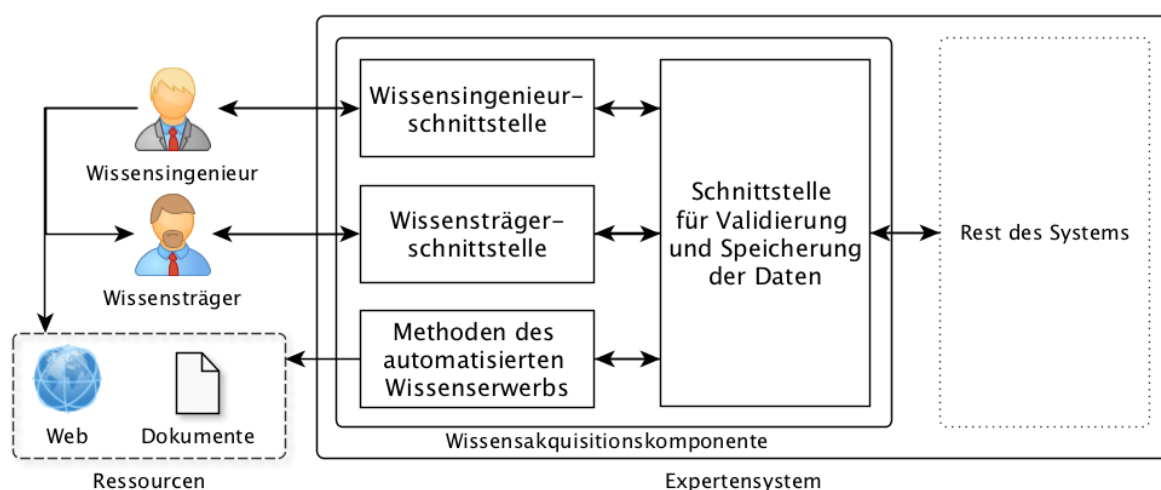 Wissensingenieur
Wissensträger
Web
Dokumente
Ressourcen
Wissensingenieur-
schnittstelle
Wissensträger-
schnittstelle
Methoden des
automatisierten
Wissenserwerbs
Schnittstelle
für Validierung
und Speicherung
der Daten
Wissensakquisitionskomponente
Rest des Systems
Expertensystem